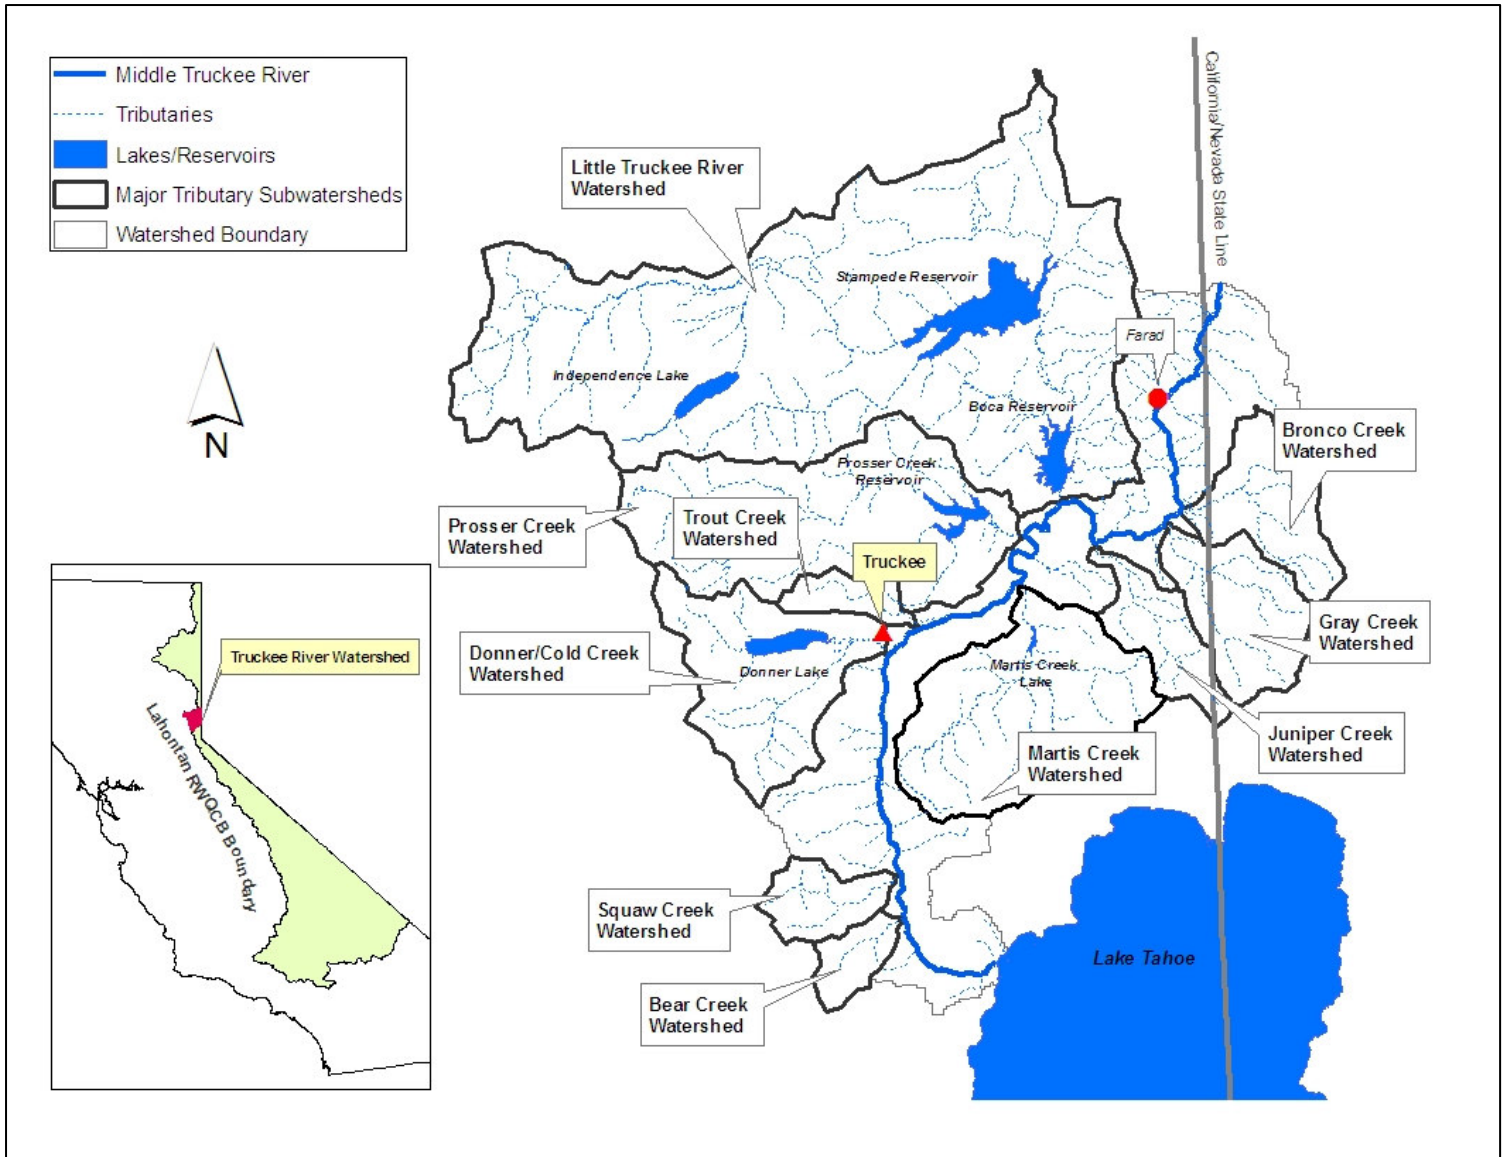 Middle Truckee River
Tributaries
Lakes/Reservoirs
Major Tributary Subwatersheds
Watershed Boundary
N
California/Nevada State Line
Little Truckee River
Watershed
Stampede Reservoir
Farad
Independence Lake
Boca Reservoir
Bronco Creek
Watershed
Prosser Creek
Reservoir
Prosser Creek
Watershed
Trout Creek
Watershed
Truckee
Gray Creek
Watershed
Donner/Cold Creek
Watershed
Donner Lake
Martis Creek
Lake
Juniper Creek
Watershed
Martis Creek
Watershed
Squaw Creek
Watershed
Lake Tahoe
Bear Creek
Watershed
Truckee River Watershed
Lahontan RWQCB Boundary